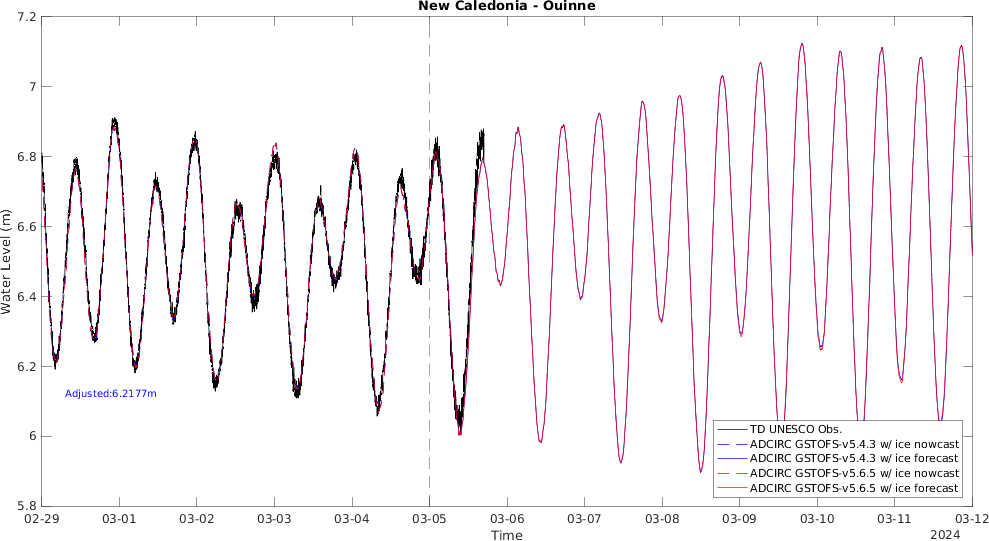 New Caledonia - Ouinne
7.2
7
6.8
6.6
6.4
6.2
6
5.8
Water Level (m)
Adjusted:6.2177m
TD UNESCO Obs.
ADCIRC GSTOFS-v5.4.3 w/ ice nowcast
ADCIRC GSTOFS-v5.4.3 w/ ice forecast
ADCIRC GSTOFS-v5.6.5 w/ ice nowcast
ADCIRC GSTOFS-v5.6.5 w/ ice forecast
02-29 03-01 03-02 03-03 03-04 03-05 03-06 03-07 03-08 03-09 03-10 03-11 03-12
Time
2024